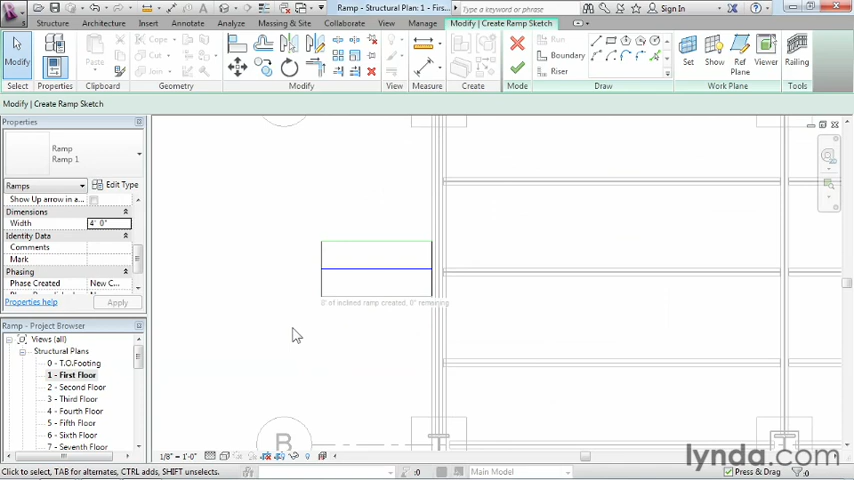 Ramp - Structural Plan: 1 - Firs...
Type a keyword or phrase
Sign In
Structure Architecture Insert Annotate Analyze Massing & Site Collaborate View Manage Modify | Create Ramp Sketch
Modify
Paste
Cope
Cut
Join
Run
Boundary
Riser
Set Show Ref Plane Viewer
Railing
Select Properties Clipboard Geometry Modify View Measure Create Mode Draw Work Plane Tools
Modify | Create Ramp Sketch
Properties
Ramp
Ramp 1
Ramps
Edit Type
Show Up arrow in a...
Dimensions
Width 4' 0"
Identity Data
Comments
Mark
Phasing
Phase Created New C...
Properties help
Apply
6' of inclined ramp created, 0" remaining
Ramp - Project Browser
Views (all)
Structural Plans
0 - T.O.Footing
1 - First Floor
2 - Second Floor
3 - Third Floor
4 - Fourth Floor
5 - Fifth Floor
6 - Sixth Floor
7 - Seventh Floor
B
1/8" = 1'-0"
Click to select, TAB for alternates, CTRL adds, SHIFT unselects.
:0
Main Model
Press & Drag
:0
lynda.com